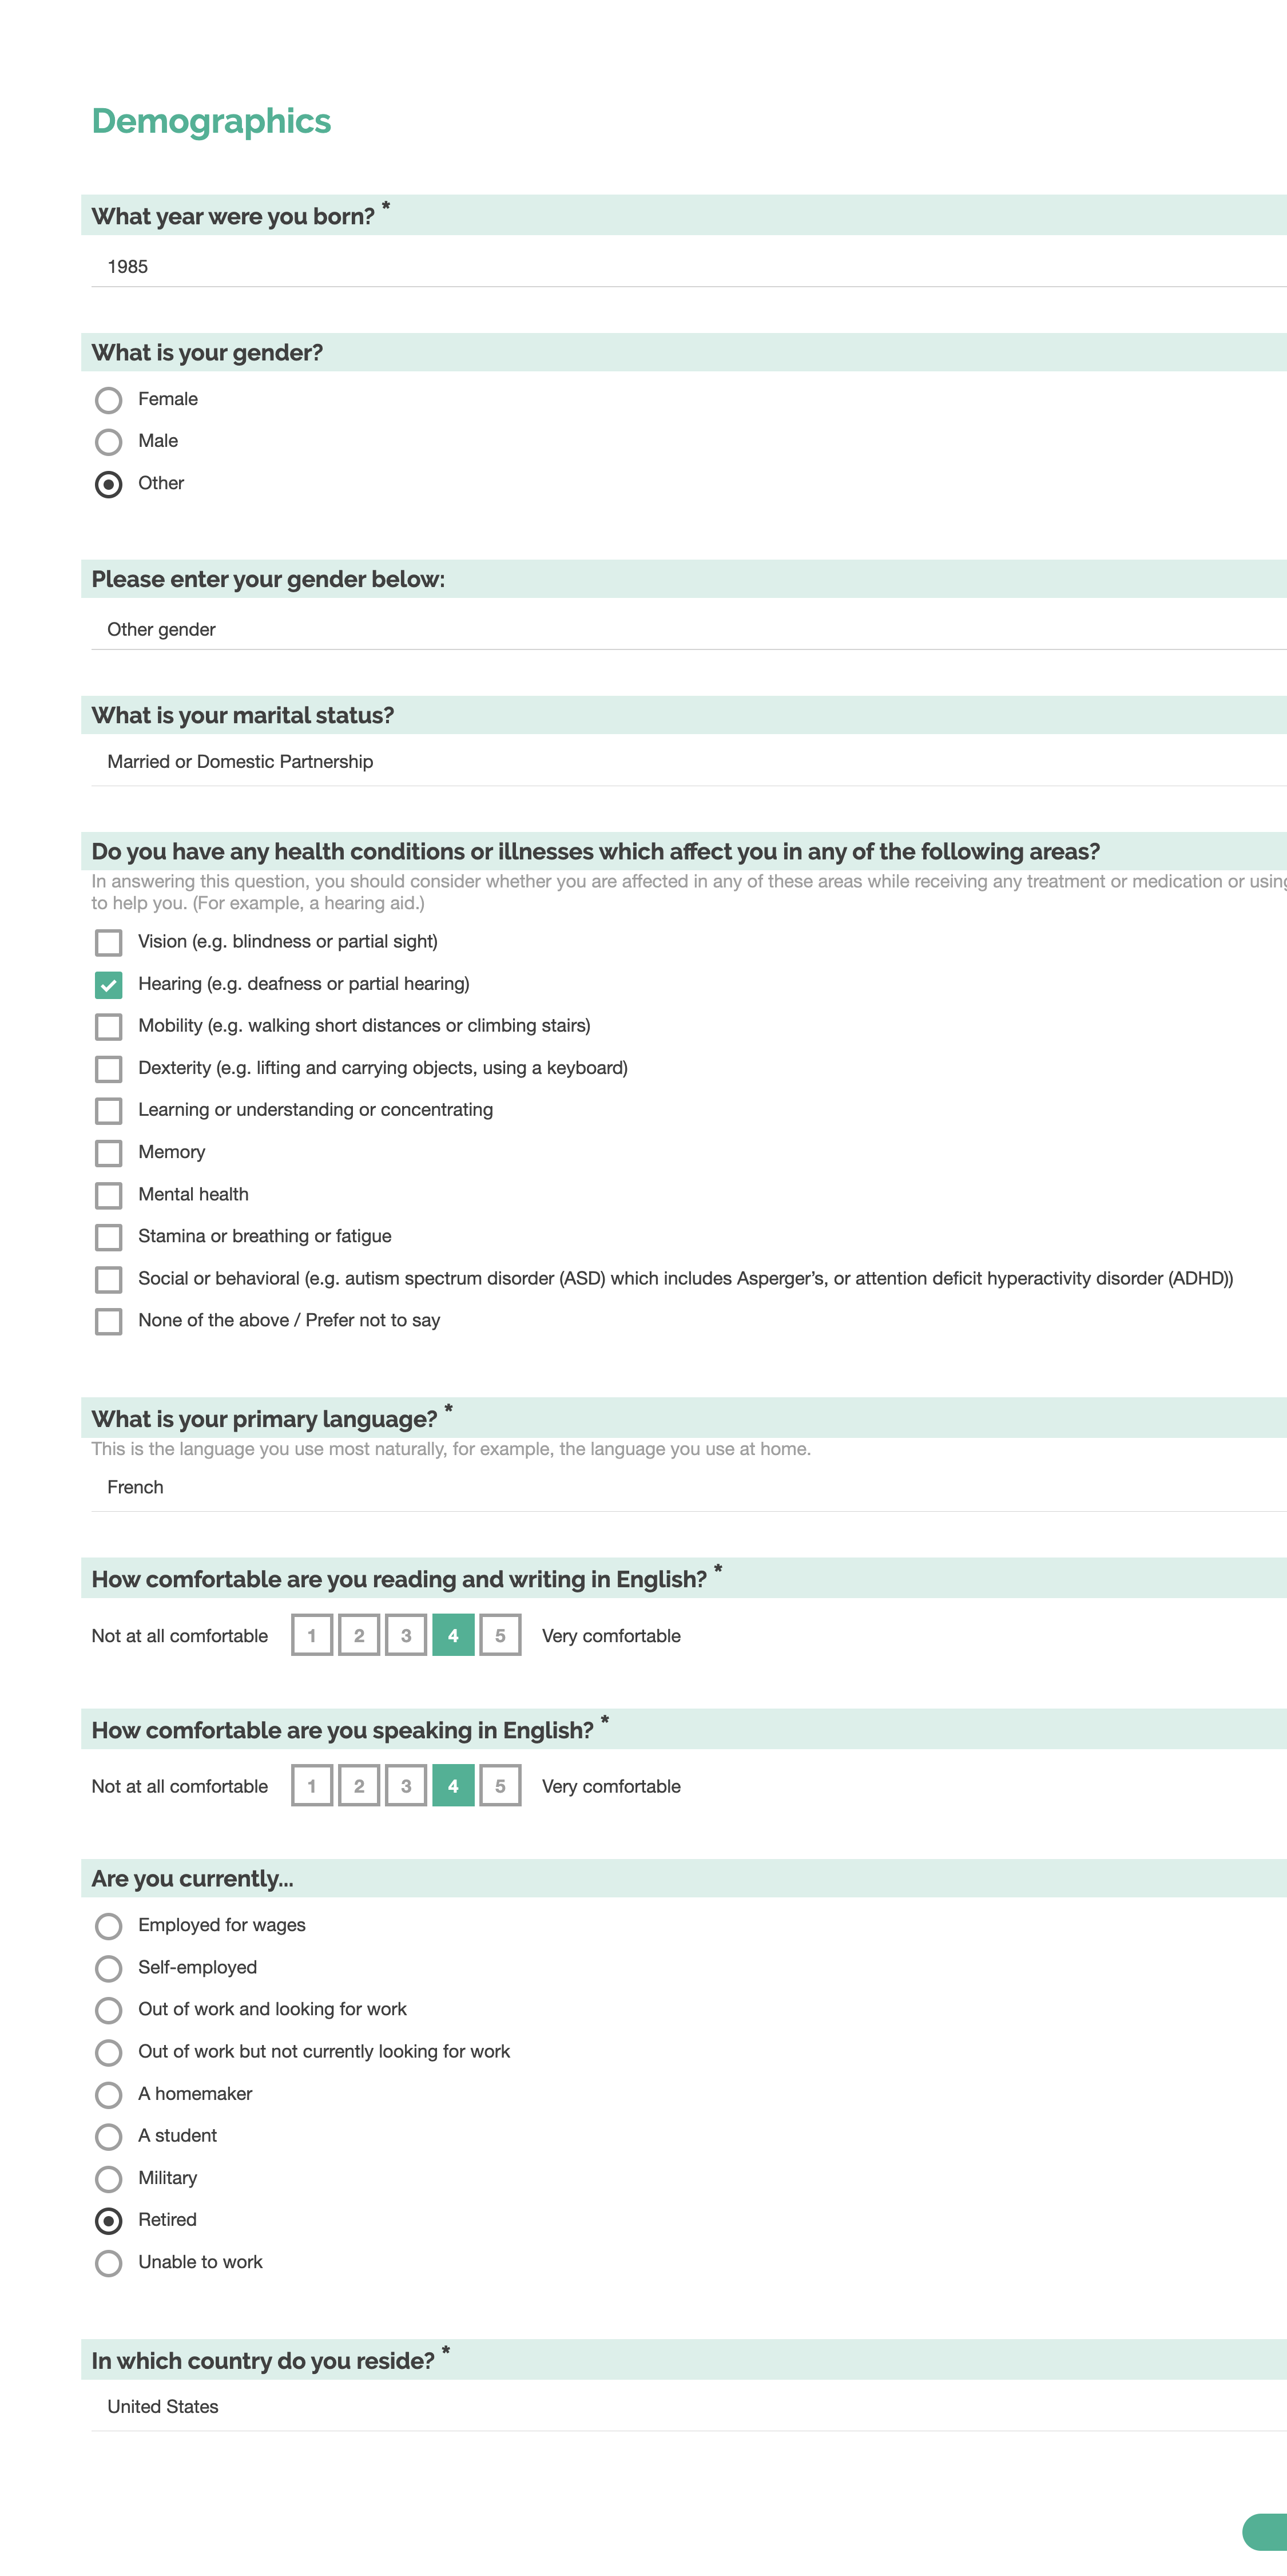 Demographics
What year were you born? *
1985
What is your gender?
Female
Male
Other
Please enter your gender below:
Other gender
What is your marital status?
Married or Domestic Partnership
Do you have any health conditions or illnesses which affect you in any of the following areas?
In answering this question, you should consider whether you are affected in any of these areas while receiving any treatment or medication or using
to help you. (For example, a hearing aid.)
Vision (e.g. blindness or partial sight)
Hearing (e.g. deafness or partial hearing)
Mobility (e.g. walking short distances or climbing stairs)
Dexterity (e.g. lifting and carrying objects, using a keyboard)
Learning or understanding or concentrating
Memory
Mental health
Stamina or breathing or fatigue
Social or behavioral (e.g. autism spectrum disorder (ASD) which includes Asperger's, or attention deficit hyperactivity disorder (ADHD))
None of the above / Prefer not to say
What is your primary language? *
This is the language you use most naturally, for example, the language you use at home.
French
How comfortable are you reading and writing in English? *
Not at all comfortable 1 2 3 4 5 Very comfortable
How comfortable are you speaking in English? *
Not at all comfortable 1 2 3 4 5 Very comfortable
Are you currently...
Employed for wages
Self-employed
Out of work and looking for work
Out of work but not currently looking for work
A homemaker
A student
Military
Retired
Unable to work
In which country do you reside? *
United States